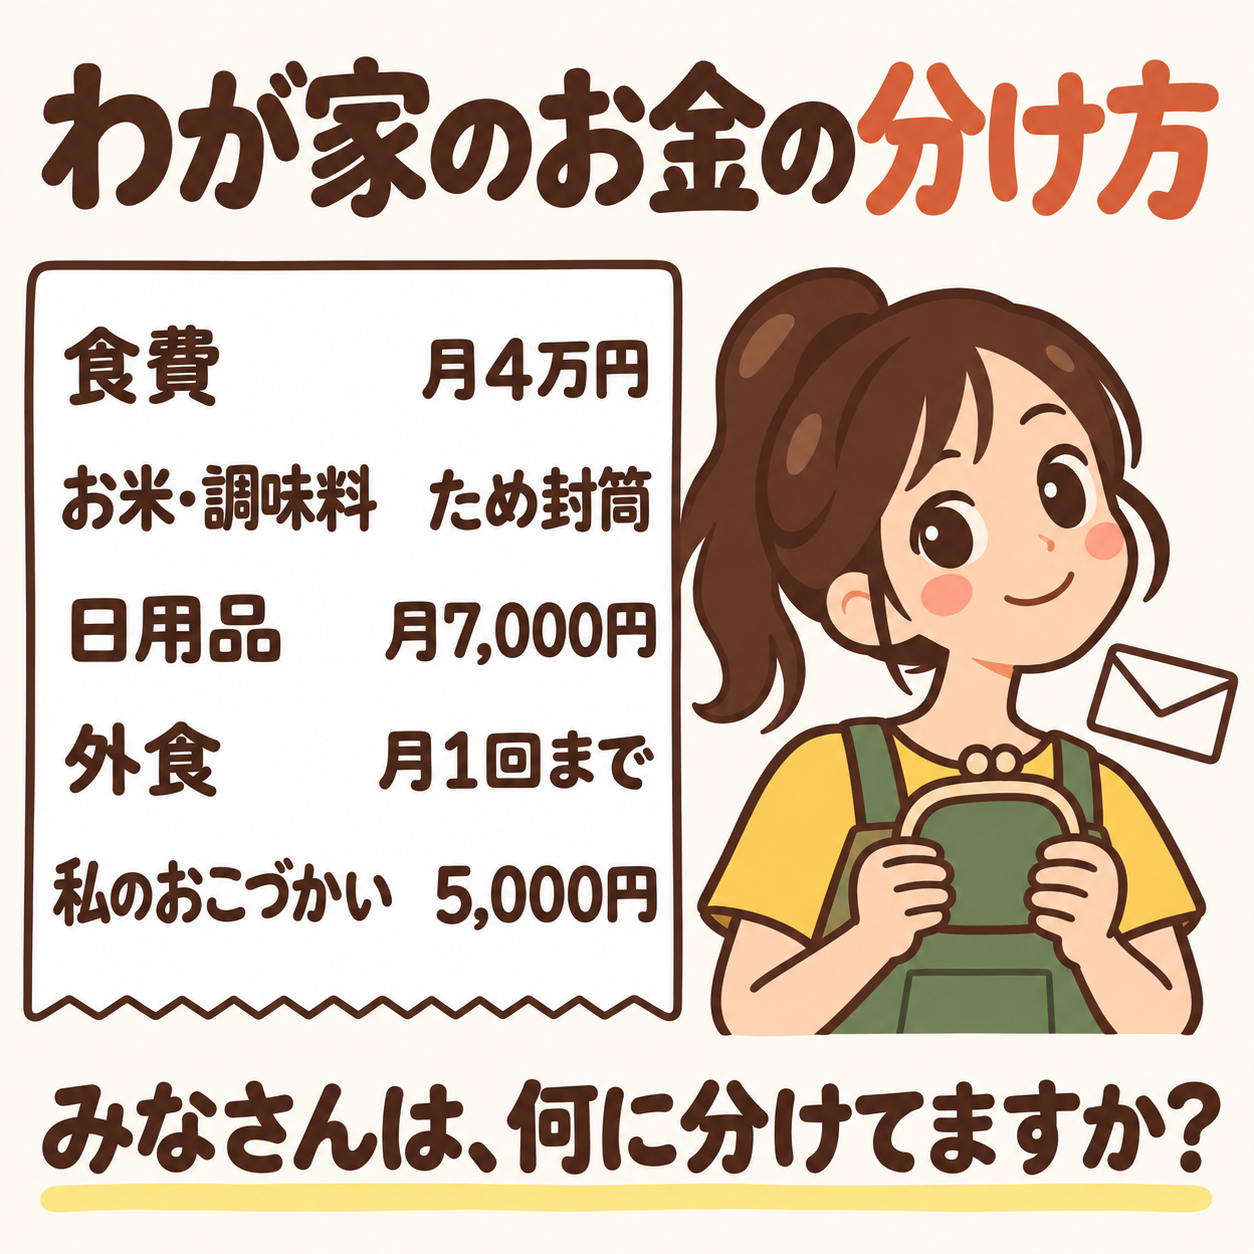 わが家のお金の分け方
食費 月4万円
お米・調味料 ため封筒
日用品 月7,000円
外食 月1回まで
私のおこづかい 5,000円
みなさんは、何に分けてますか?